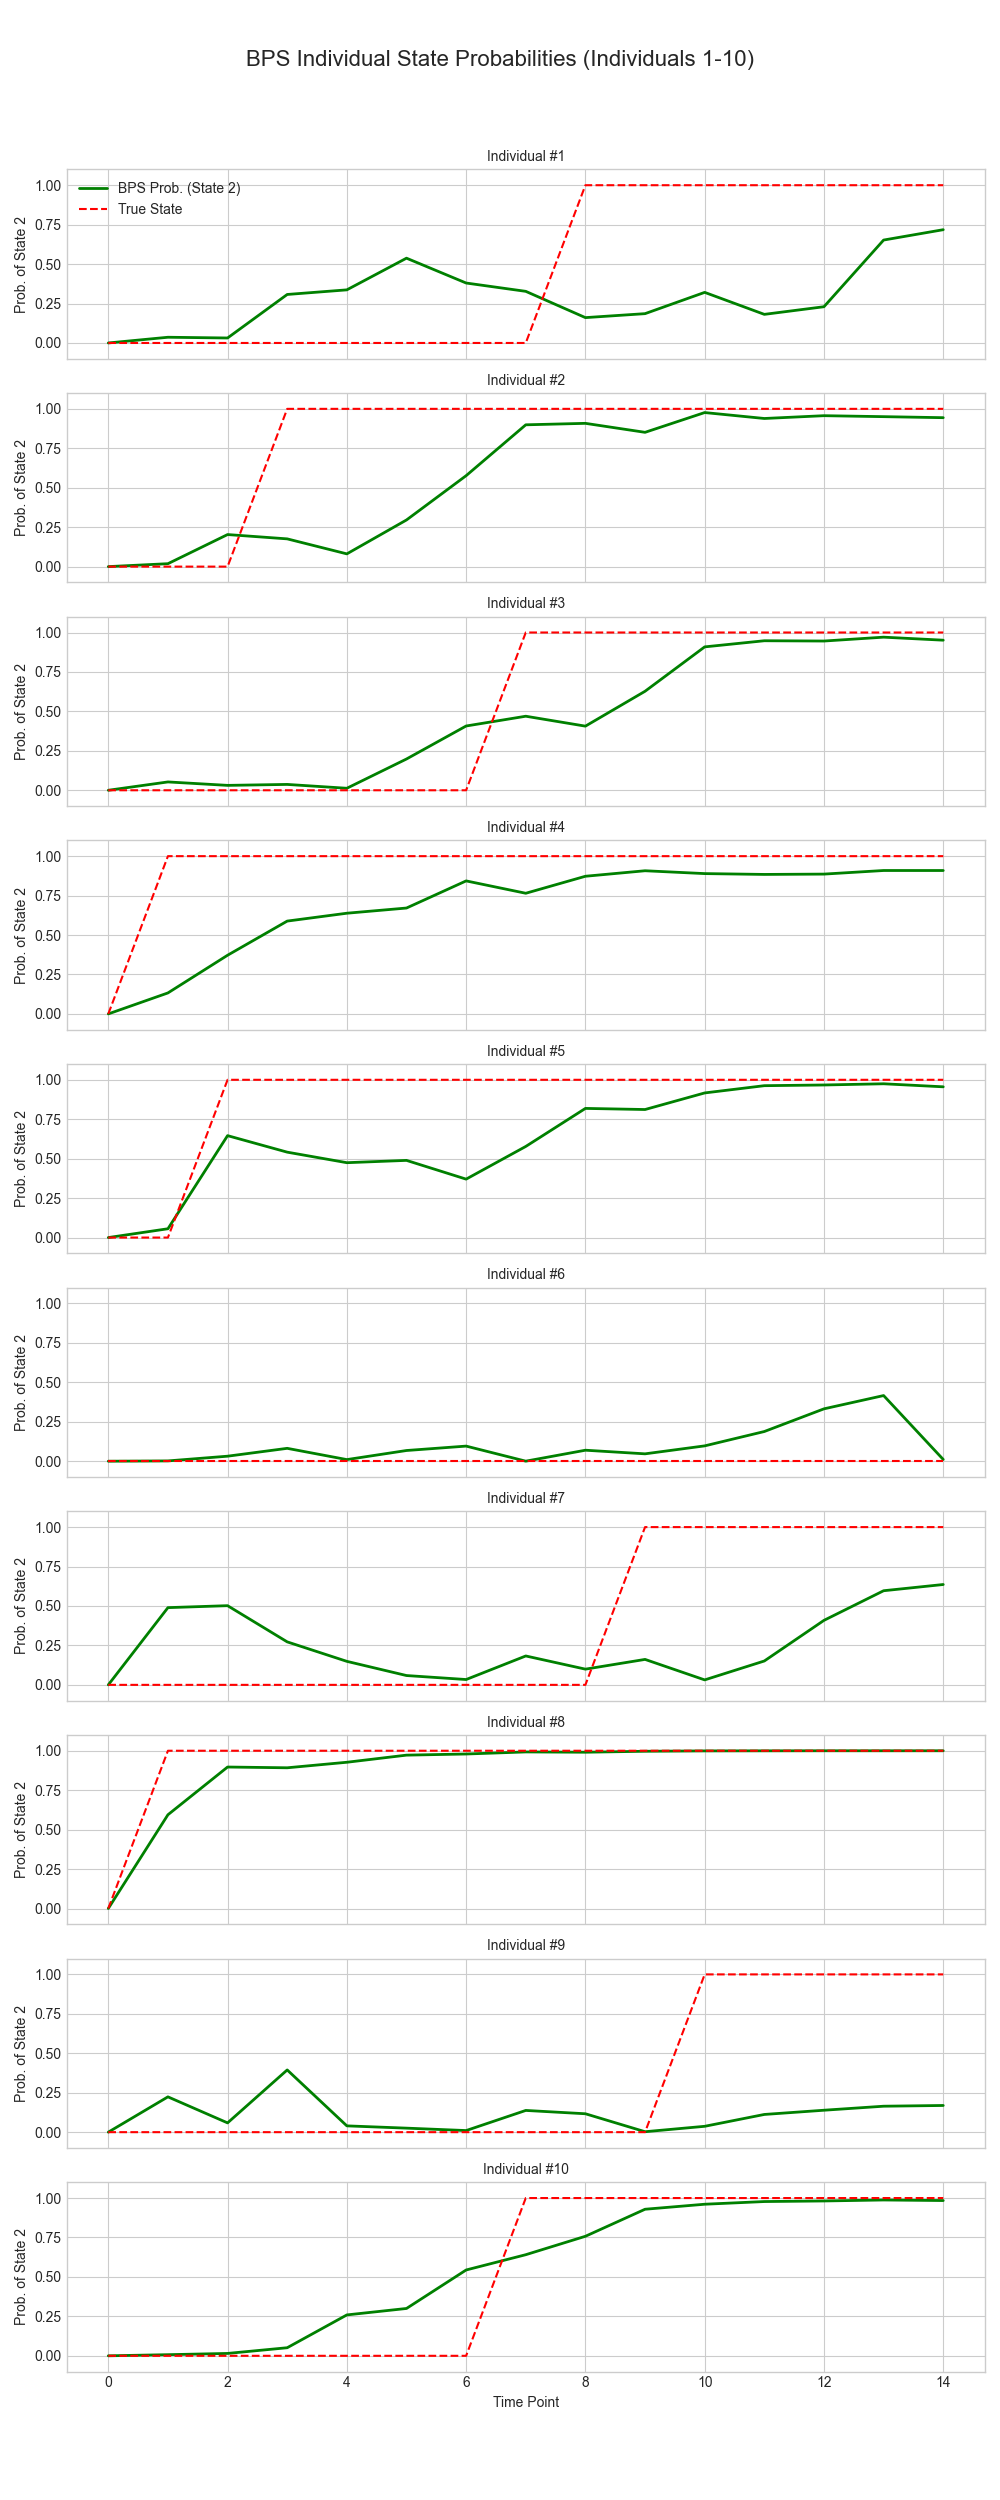 BPS Individual State Probabilities (Individuals 1-10)
Individual #1
BPS Prob. (State 2)
True State
Prob. of State 2
1.00
0.75
0.50
0.25
0.00
Individual #2
Prob. of State 2
1.00
0.75
0.50
0.25
0.00
Individual #3
Prob. of State 2
1.00
0.75
0.50
0.25
0.00
Individual #4
Prob. of State 2
1.00
0.75
0.50
0.25
0.00
Individual #5
Prob. of State 2
1.00
0.75
0.50
0.25
0.00
Individual #6
Prob. of State 2
1.00
0.75
0.50
0.25
0.00
Individual #7
Prob. of State 2
1.00
0.75
0.50
0.25
0.00
Individual #8
Prob. of State 2
1.00
0.75
0.50
0.25
0.00
Individual #9
Prob. of State 2
1.00
0.75
0.50
0.25
0.00
Individual #10
Prob. of State 2
1.00
0.75
0.50
0.25
0.00
0 2 4 6 8 10 12 14
Time Point